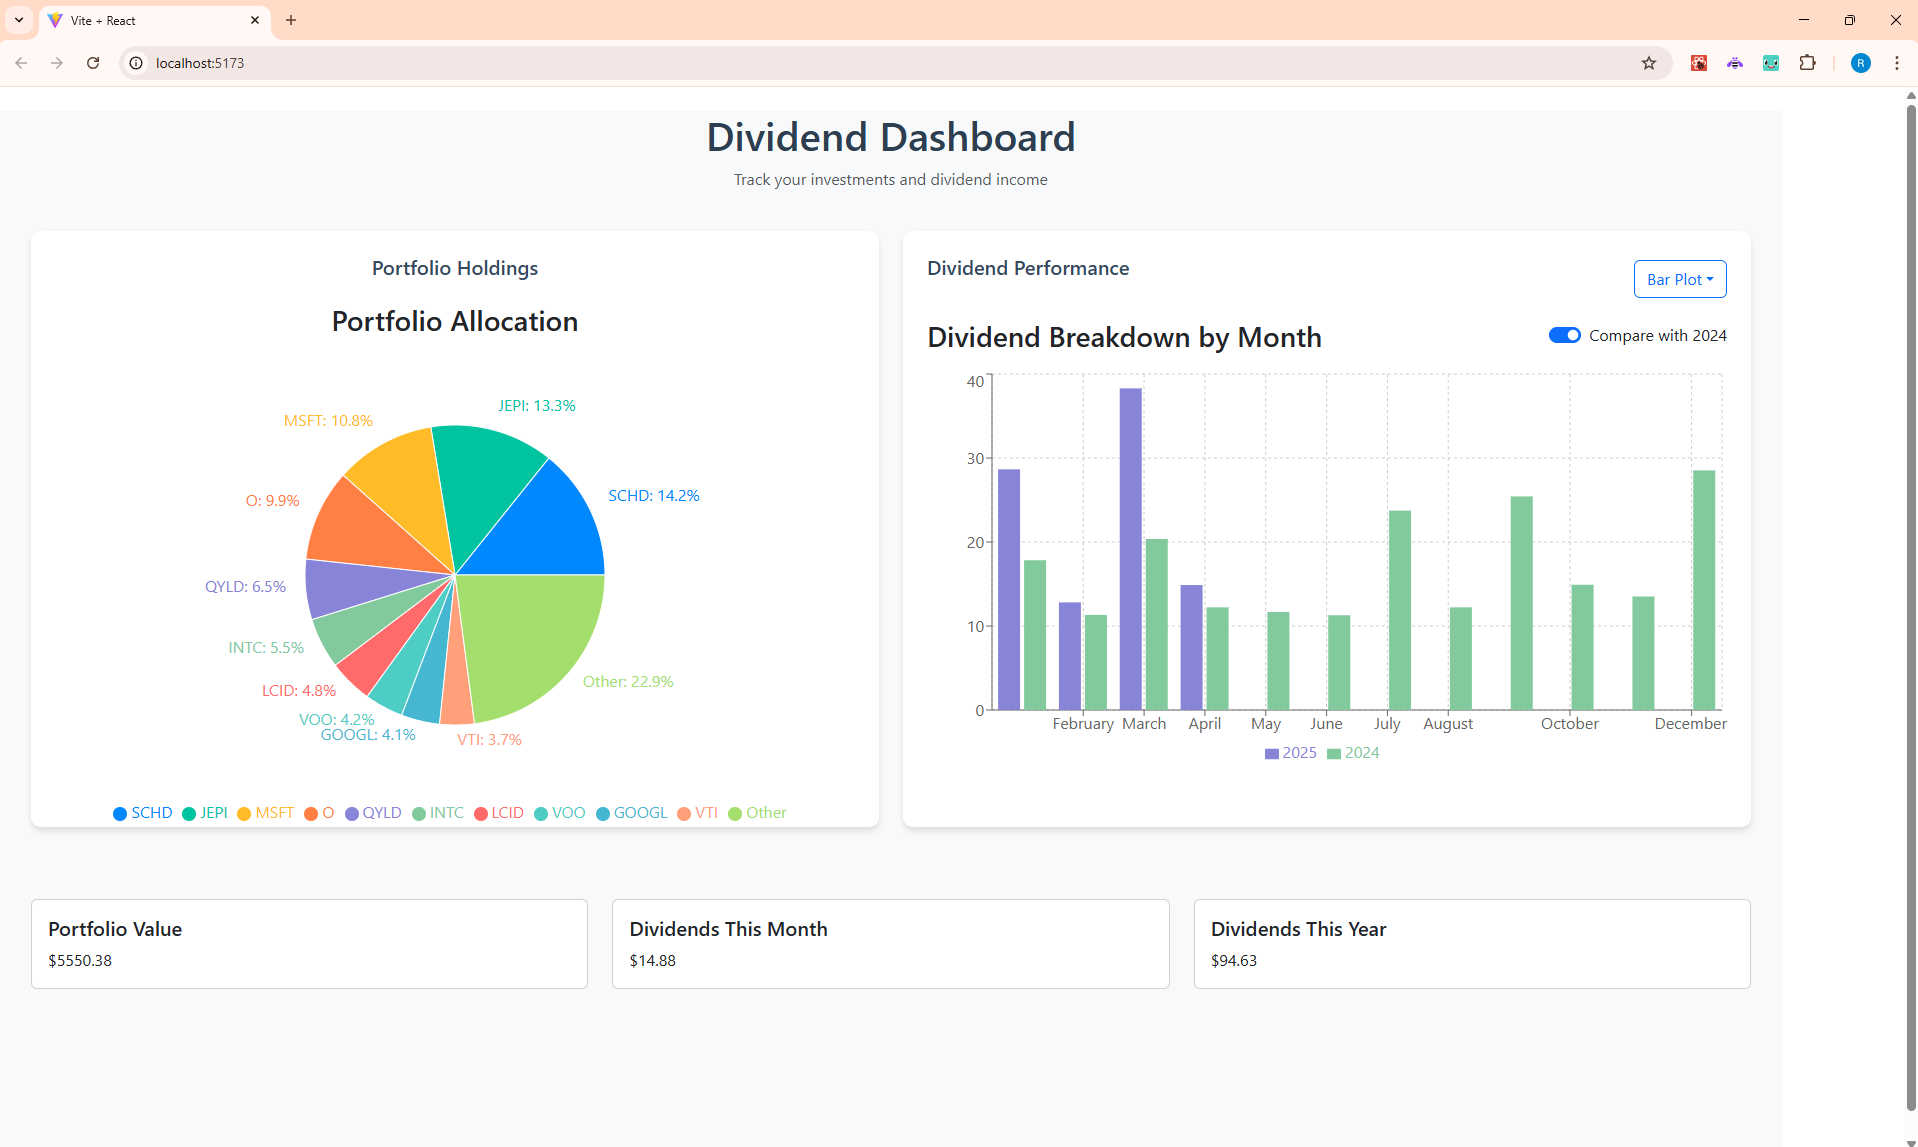 Vite + React
localhost:5173
R
Dividend Dashboard
Track your investments and dividend income
Portfolio Holdings
Portfolio Allocation
JEPI: 13.3%
MSFT: 10.8%
SCHD: 14.2%
O: 9.9%
QYLD: 6.5%
INTC: 5.5%
Other: 22.9%
LCID: 4.8%
VOO: 4.2%
GOOGL: 4.1%
VTI: 3.7%
SCHD JEPI MSFT O QYLD INTC LCID VOO GOOGL VTI Other
Dividend Performance
Bar Plot
Dividend Breakdown by Month
Compare with 2024
40
30
20
10
0
February March April May June July August October December
2025 2024
Portfolio Value
$5550.38
Dividends This Month
$14.88
Dividends This Year
$94.63